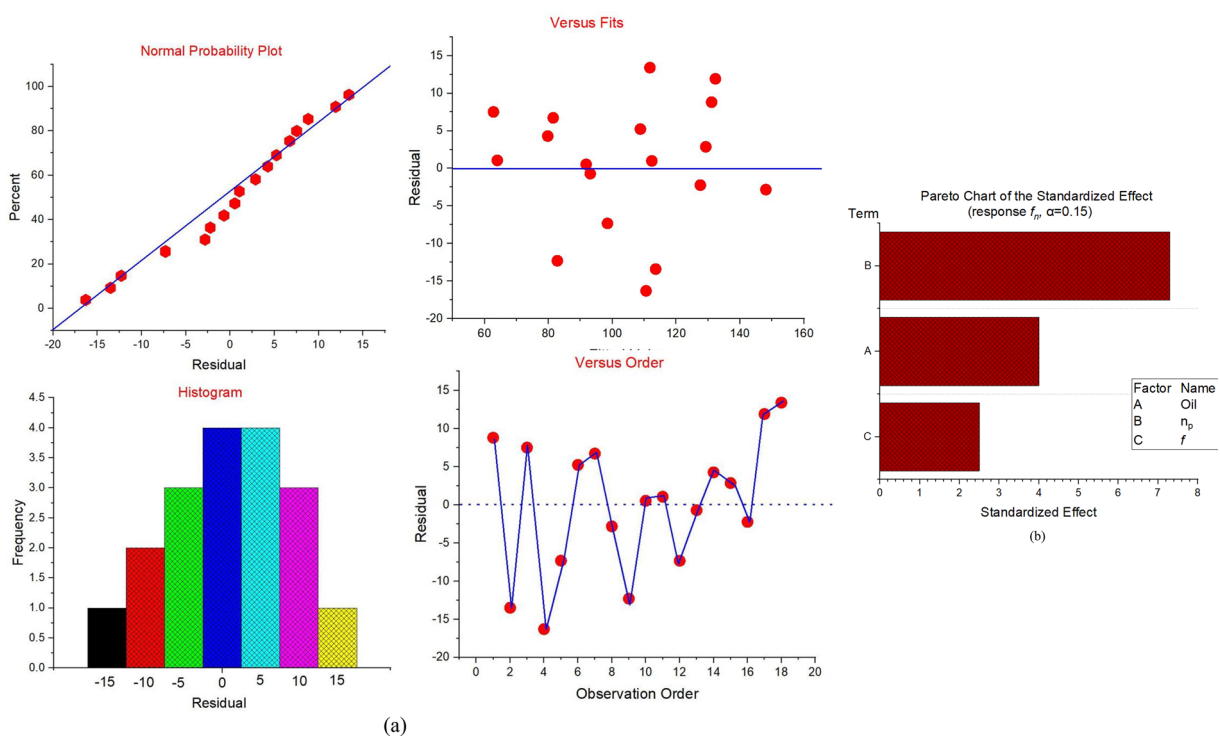 Normal Probability Plot
Percent
100
80
60
40
20
0
-20 -15 -10 -5 0 5 10 15
Residual
Versus Fits
Residual
20
15
10
5
0
-5
-10
-15
-20
60 80 100 120 140 160
Histogram
Frequency
4.5
4.0
3.5
3.0
2.5
2.0
1.5
1.0
0.5
0.0
-15 -10 -5 0 5 10 15
Residual
Versus Order
Residual
15
10
5
0
-5
-10
-15
-20
0 2 4 6 8 10 12 14 16 18 20
Observation Order
(a)
Pareto Chart of the Standardized Effect
(response fn, α=0.15)
Term
B
A
C
0 1 2 3 4 5 6 7 8
Standardized Effect
Factor Name
A Oil
B np
C f
(b)